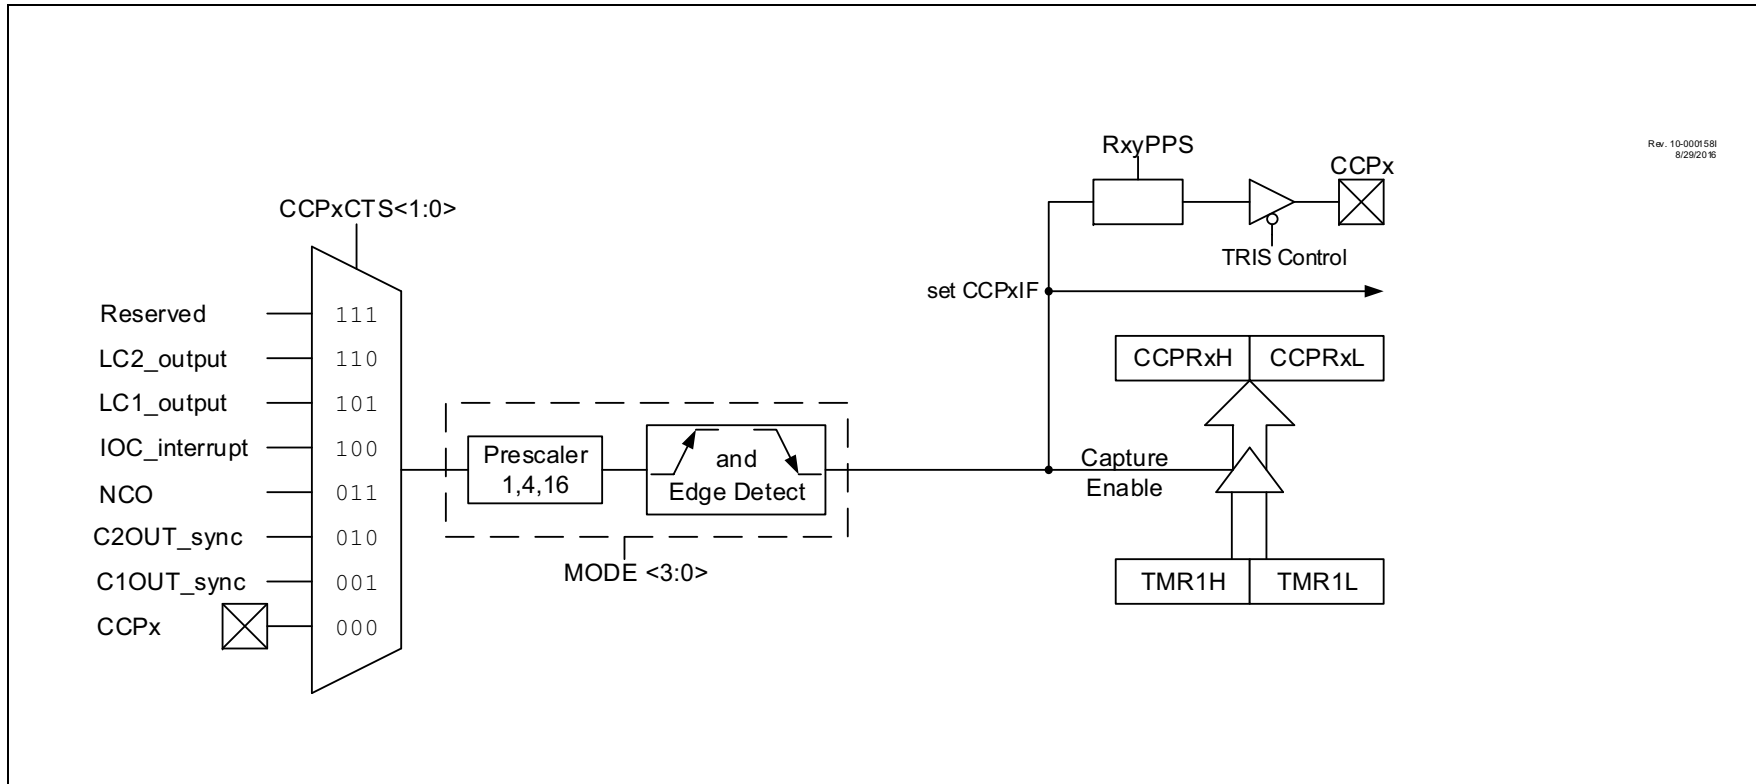 RxyPPS
Rev. 10-000158I
8/29/2016
CCPx
CCPxCTS<1:0>
TRIS Control
set CCPxIF
Reserved
111
LC2_output
110
CCPRxH
CCPRxL
LC1_output
101
IOC_interrupt
100
Prescaler
1,4,16
and
Edge Detect
Capture
Enable
NCO
011
C2OUT_sync
010
MODE <3:0>
C1OUT_sync
001
TMR1H
TMR1L
CCPx
000